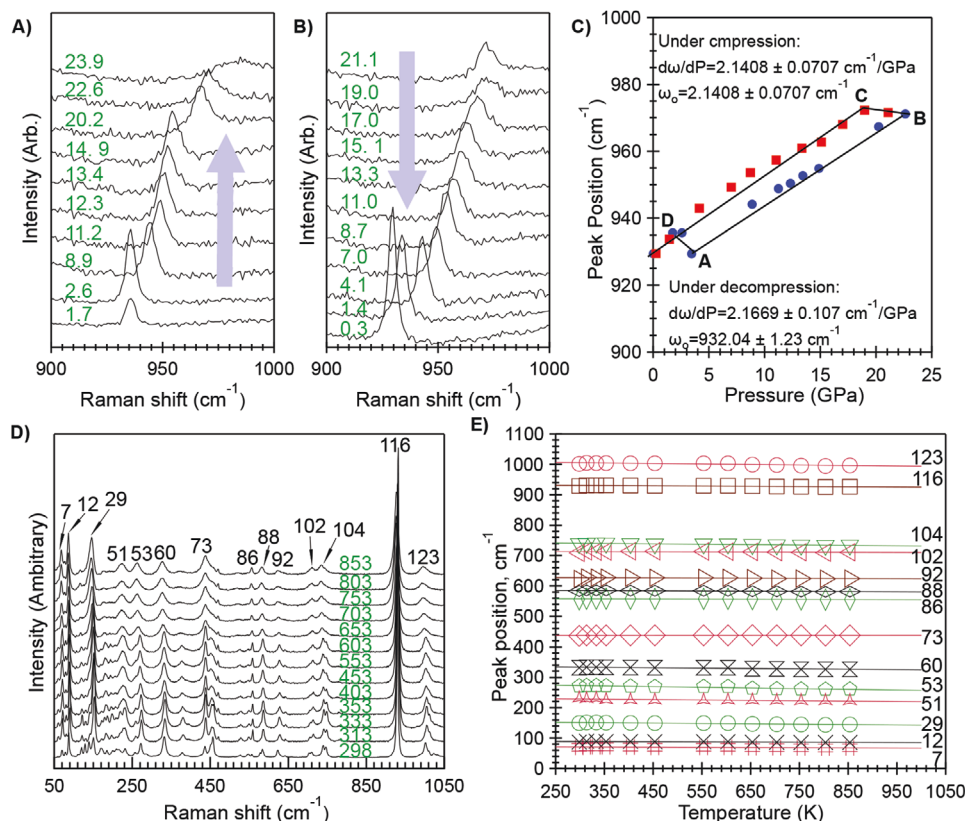 A)
Intensity (Arb.)
23.9
22.6
20.2
14.9
13.4
12.3
11.2
8.9
2.6
1.7
900 950 1000
Raman shift (cm-1)
B)
Intensity (Arb.)
21.1
19.0
17.0
15.1
13.3
11.0
8.7
7.0
4.1
1.4
0.3
900 950 1000
Raman shift (cm-1)
C)
Peak Position (cm-1)
1000
980
960
940
920
900
Under cmpression:
dω/dP=2.1408 ± 0.0707 cm-1/GPa
ωo=2.1408 ± 0.0707 cm-1
C
B
D
A
Under decompression:
dω/dP=2.1669 ± 0.107 cm-1/GPa
ωo=932.04 ± 1.23 cm-1
0 5 10 15 20 25
Pressure (GPa)
D)
Intensity (Ambitrary)
7 12 29 51 53 60 73 86 88 92 102 104 116 123
853
803
753
703
653
603
553
453
403
353
333
313
298
50 250 450 650 850 1050
Raman shift (cm-1)
E)
Peak position, cm-1
1100
1000
900
800
700
600
500
400
300
200
100
0
123
116
104
102
92
88
86
73
60
53
51
29
12
7
250 350 450 550 650 750 850 950 1050
Temperature (K)